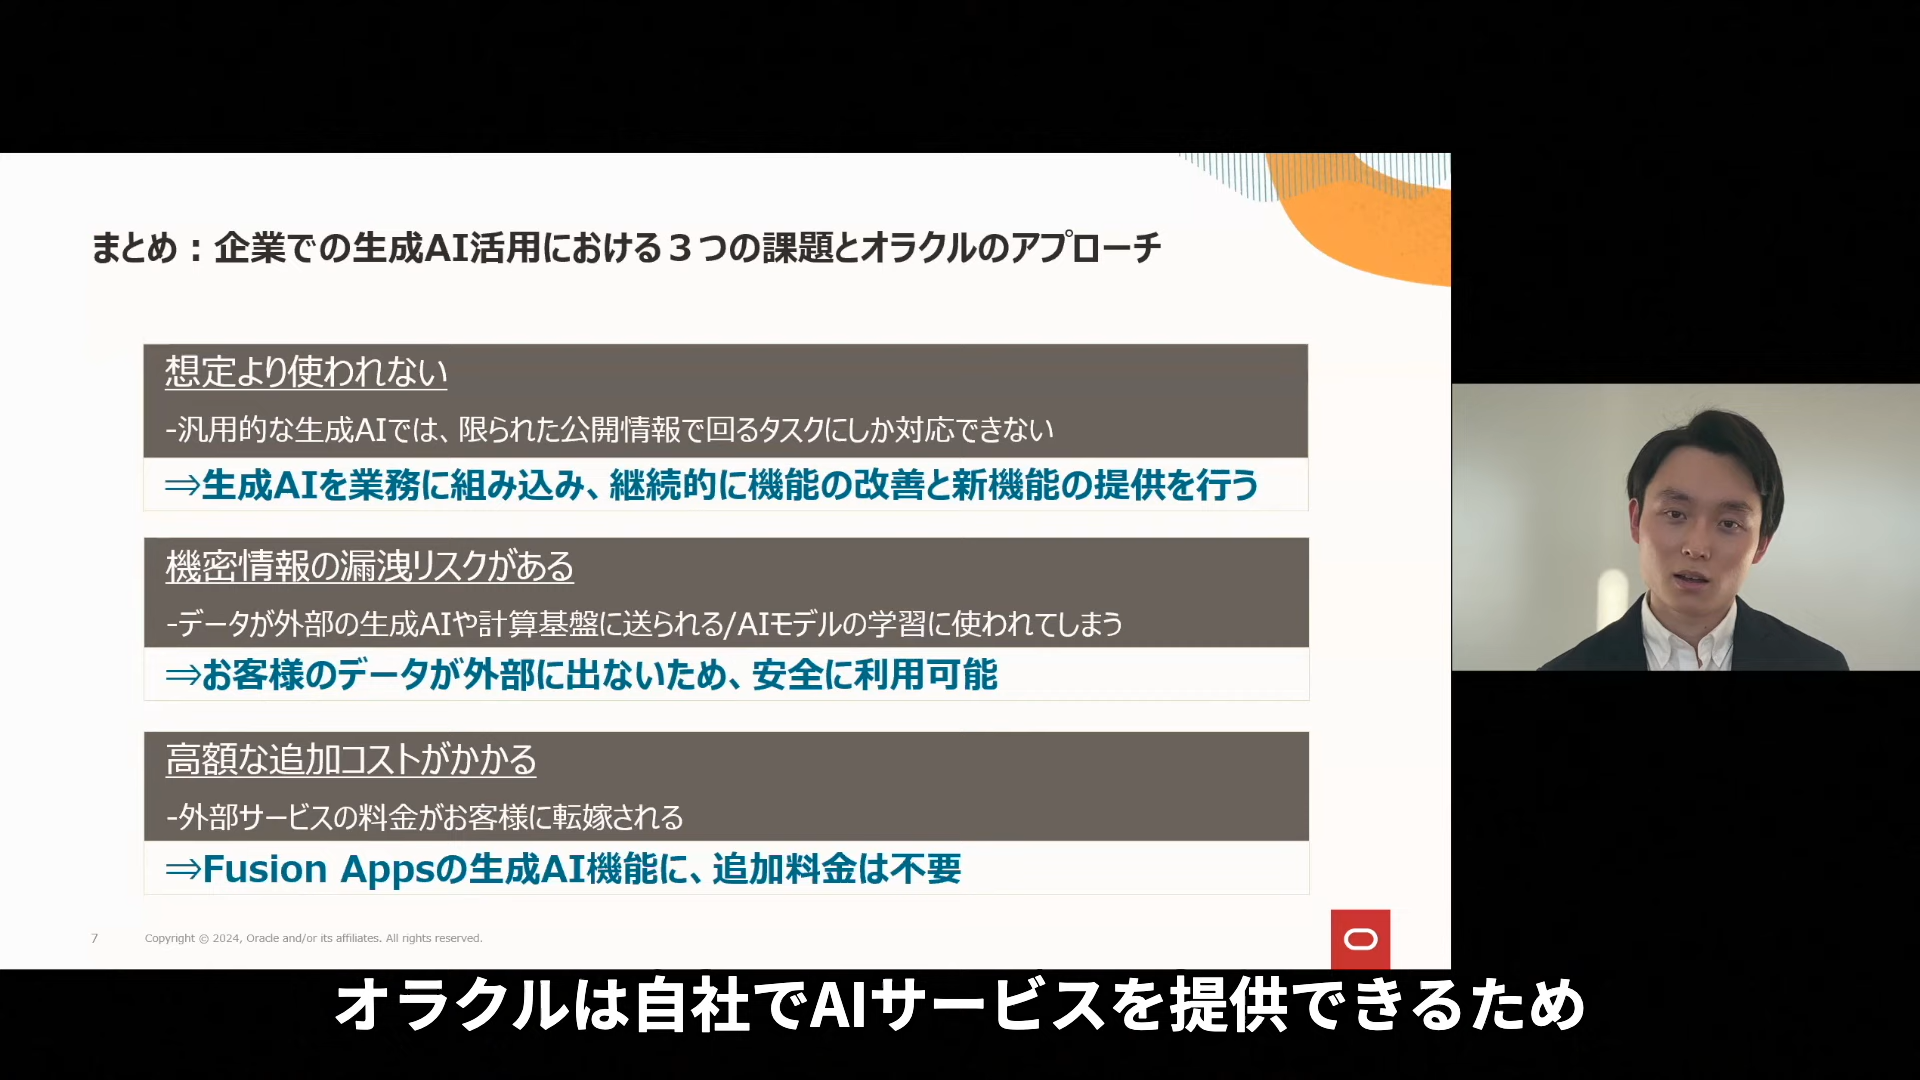 まとめ：企業での生成AI活用における３つの課題とオラクルのアプローチ
想定より使われない
-汎用的な生成AIでは、限られた公開情報で回るタスクにしか対応できない
⇒生成AIを業務に組み込み、継続的に機能の改善と新機能の提供を行う
機密情報の漏洩リスクがある
-データが外部の生成AIや計算基盤に送られる/AIモデルの学習に使われてしまう
⇒お客様のデータが外部に出ないため、安全に利用可能
高額な追加コストがかかる
-外部サービスの料金がお客様に転嫁される
⇒Fusion Appsの生成AI機能に、追加料金は不要
7 Copyright © 2024, Oracle and/or its affiliates. All rights reserved.
オラクルは自社でAIサービスを提供できるため